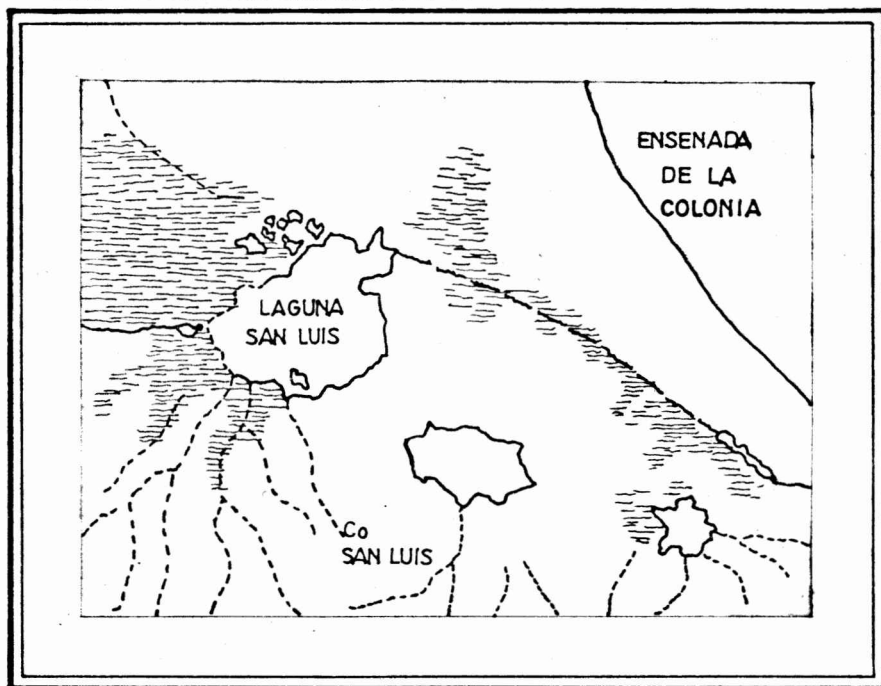 ENSENADA
DE LA
COLONIA
LAGUNA
SAN LUIS
Co
SAN LUIS